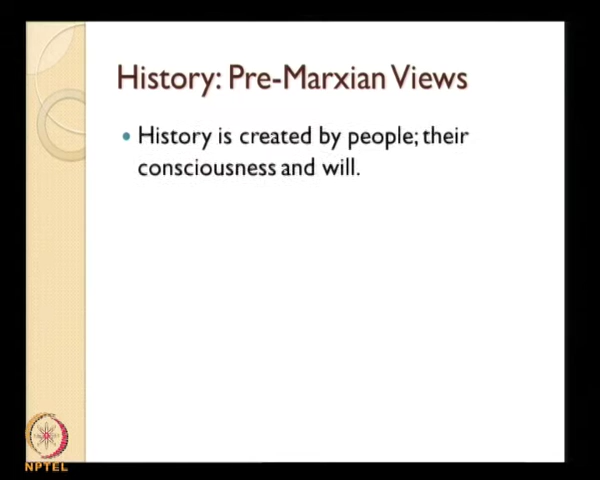 History: Pre-Marxian Views
History is created by people; their
consciousness and will.
NPTEL